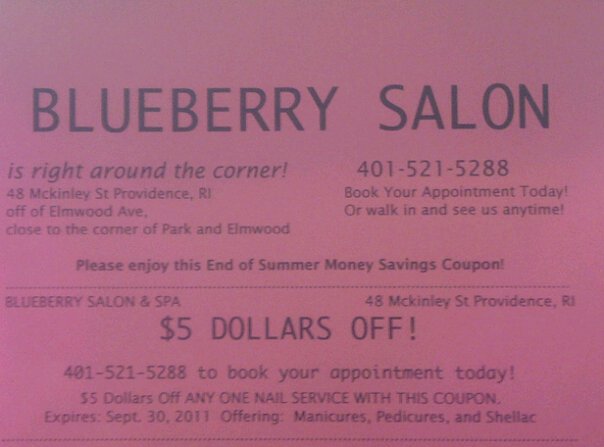 BLUEBERRY SALON
is right around the corner!
48 Mckinley St Providence, RI
off of Elmwood Ave,
close to the corner of Park and Elmwood
401-521-5288
Book Your Appointment Today!
Or walk in and see us anytime!
Please enjoy this End of Summer Money Savings Coupon!
BLUEBERRY SALON & SPA 48 Mckinley St Providence, RI
$5 DOLLARS OFF!
401-521-5288 to book your appointment today!
$5 Dollars Off ANY ONE NAIL SERVICE WITH THIS COUPON.
Expires: Sept. 30, 2011 Offering: Manicures, Pedicures, and Shellac